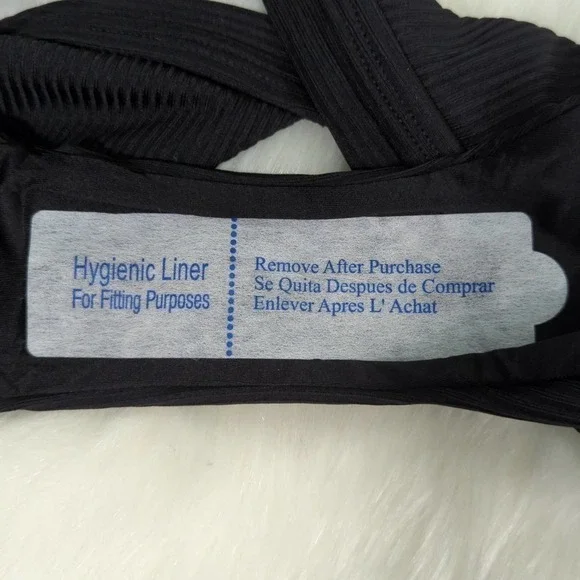 Hygienic Liner
For Fitting Purposes
Remove After Purchase
Se Quita Despues de Comprar
Enlever Apres L' Achat